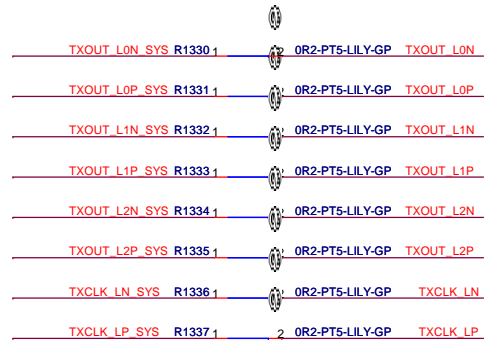 TXOUT_L0N_SYS R1330 1 2 0R2-PT5-LILY-GP TXOUT_L0N
TXOUT_L0P_SYS R1331 1 0R2-PT5-LILY-GP TXOUT_L0P
TXOUT_L1N_SYS R1332 1 0R2-PT5-LILY-GP TXOUT_L1N
TXOUT_L1P_SYS R1333 1 0R2-PT5-LILY-GP TXOUT_L1P
TXOUT_L2N_SYS R1334 1 0R2-PT5-LILY-GP TXOUT_L2N
TXOUT_L2P_SYS R1335 1 0R2-PT5-LILY-GP TXOUT_L2P
TXCLK_LN_SYS R1336 1 0R2-PT5-LILY-GP TXCLK_LN
TXCLK_LP_SYS R1337 1 2 0R2-PT5-LILY-GP TXCLK_LP